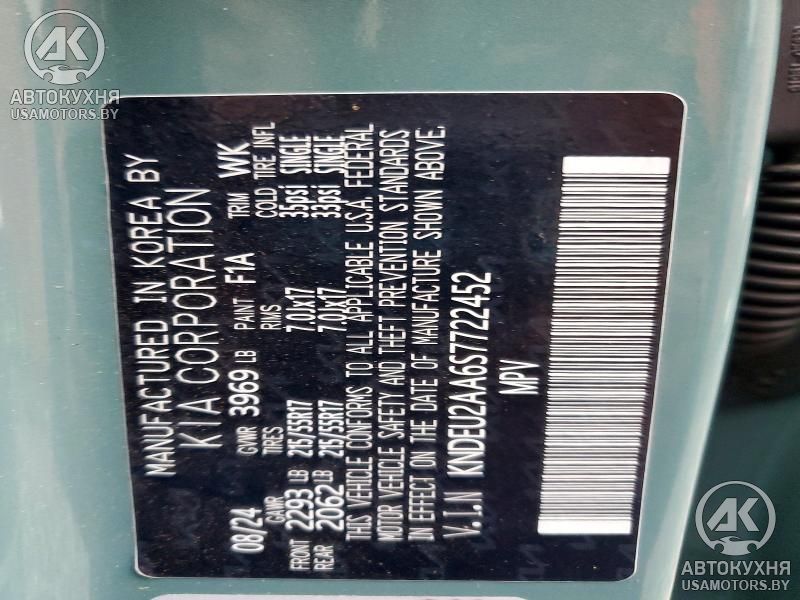 AK
АВТОКУХНЯ
USAMOTORS.BY
MANUFACTURED IN KOREA BY
KIA CORPORATION
08/24 GVWR 3969 LB PAINT F1A TRIM WK
GAWR TIRES RIMS COLD TIRE INFL
FRONT 2293 LB 215/55R17 7.0Jx17 35psi SINGLE
REAR 2062 LB 215/55R17 7.0Jx17 33psi SINGLE
THIS VEHICLE CONFORMS TO ALL APPLICABLE U.S.A. FEDERAL
MOTOR VEHICLE SAFETY AND THEFT PREVENTION STANDARDS
IN EFFECT ON THE DATE OF MANUFACTURE SHOWN ABOVE.
V.I.N KNDEU2AA6S7722452
MPV
AK
АВТОКУХНЯ
USAMOTORS.BY